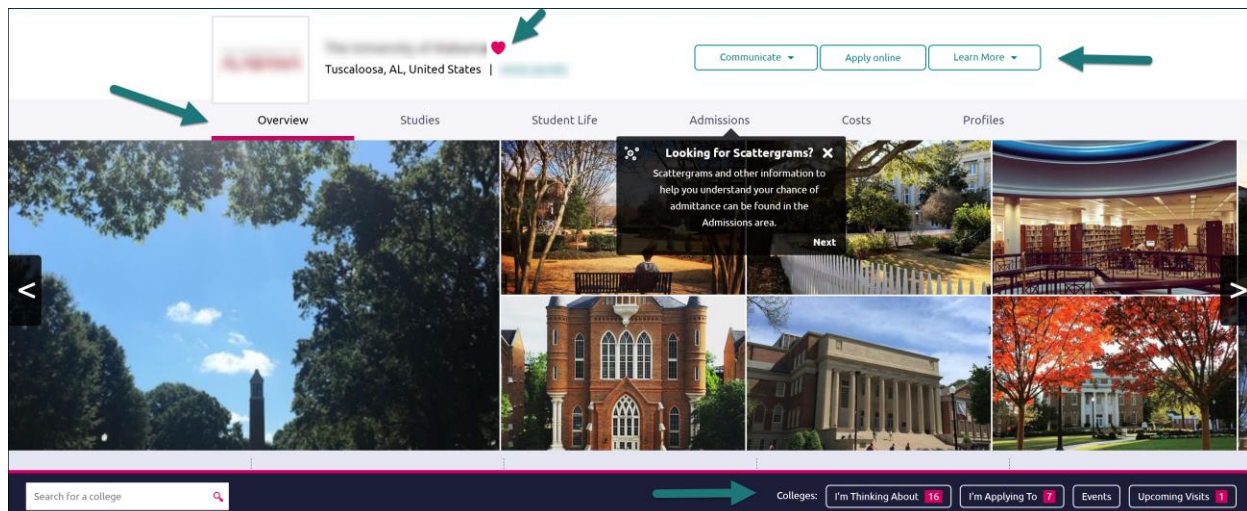 Tuscaloosa, AL, United States |
Communicate
Apply online
Learn More
Overview
Studies
Student Life
Admissions
Costs
Profiles
Looking for Scattergrams? X
Scattergrams and other information to
help you understand your chance of
admittance can be found in the
Admissions area.
Next
<
>
Search for a college
Colleges:
I'm Thinking About 16
I'm Applying To 7
Events
Upcoming Visits 1